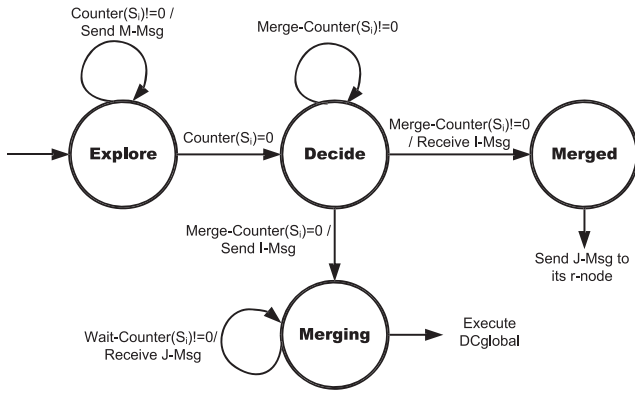 Counter(Sᵢ)!=0 /
Send M-Msg
Merge-Counter(Sᵢ)!=0
Explore
Counter(Sᵢ)=0
Decide
Merge-Counter(Sᵢ)!=0
/ Receive I-Msg
Merged
Merge-Counter(Sᵢ)=0 /
Send I-Msg
Send J-Msg to
its r-node
Wait-Counter(Sᵢ)!=0/
Receive J-Msg
Merging
Execute
DCglobal